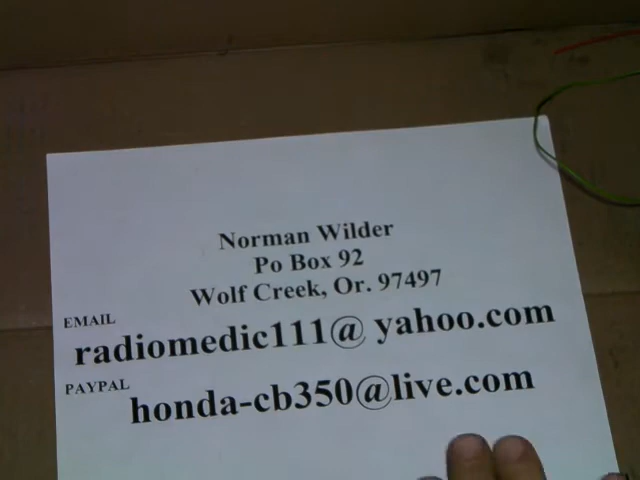 Norman Wilder
Po Box 92
Wolf Creek, Or. 97497
EMAIL
radiomedic111@ yahoo.com
PAYPAL
honda-cb350@live.com